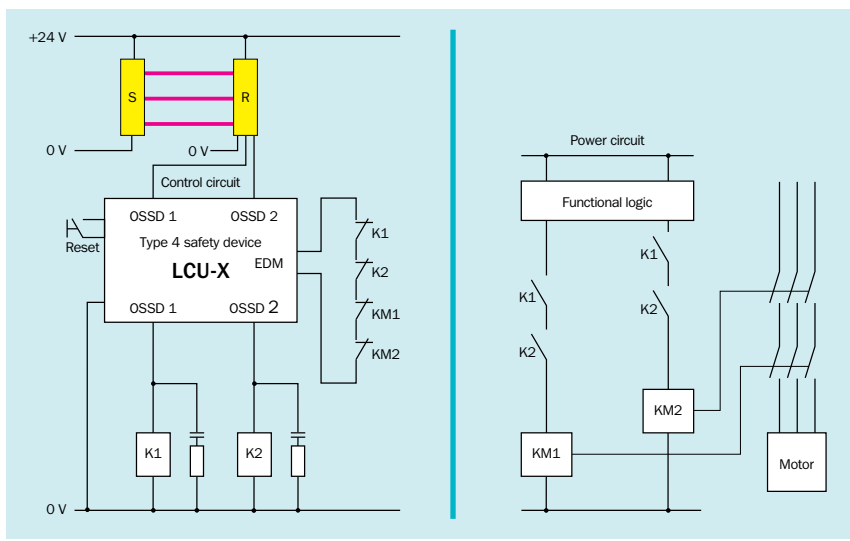 +24 V
S
R
0 V
0 V
Control circuit
OSSD 1
OSSD 2
Reset
Type 4 safety device
EDM
LCU-X
OSSD 1
OSSD 2
K1
K2
KM1
KM2
K1
K2
0 V
Power circuit
Functional logic
K1
K1
K2
K2
KM2
KM1
Motor